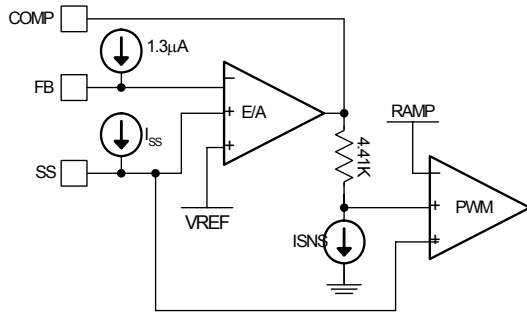 COMP
1.3μA
FB
−
+
E/A
+
ISS
SS
VREF
4.41K
ISNS
RAMP
−
+
PWM
+